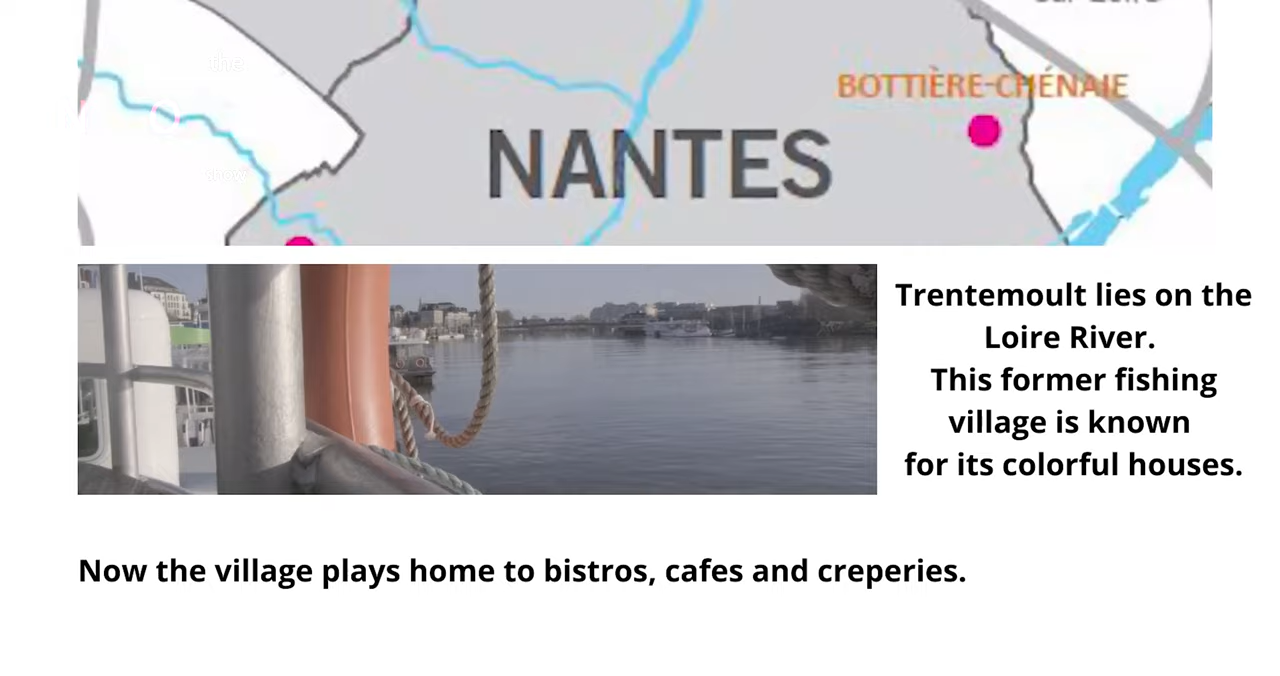 the
BOTTIÈRE-CHÉNAIE
NANTES
Trentemoult lies on the
Loire River.
This former fishing
village is known
for its colorful houses.
Now the village plays home to bistros, cafes and creperies.